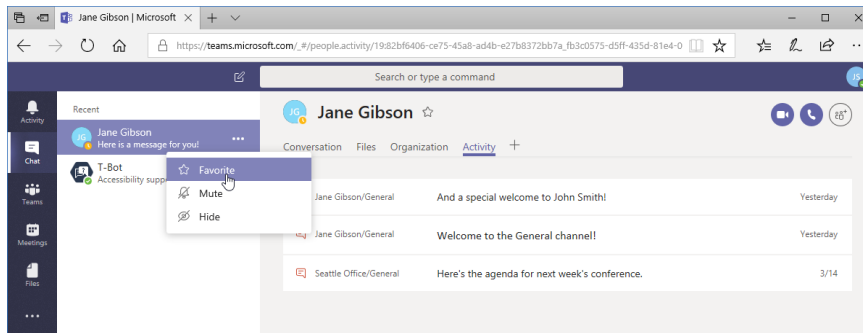 Jane Gibson | Microsoft
https://teams.microsoft.com/_#/people.activity/19:82bf6406-ce75-45a8-ad4b-e27b8372bb7a_fb3c0575-d5ff-435d-81e4-0
Search or type a command
JS
Activity
Chat
Teams
Meetings
Files
Recent
JG
Jane Gibson
Here is a message for you!
T-Bot
Accessibility supp
Favorite
Mute
Hide
JG
Jane Gibson
Conversation Files Organization Activity
Jane Gibson/General And a special welcome to John Smith! Yesterday
Jane Gibson/General Welcome to the General channel! Yesterday
Seattle Office/General Here's the agenda for next week's conference. 3/14